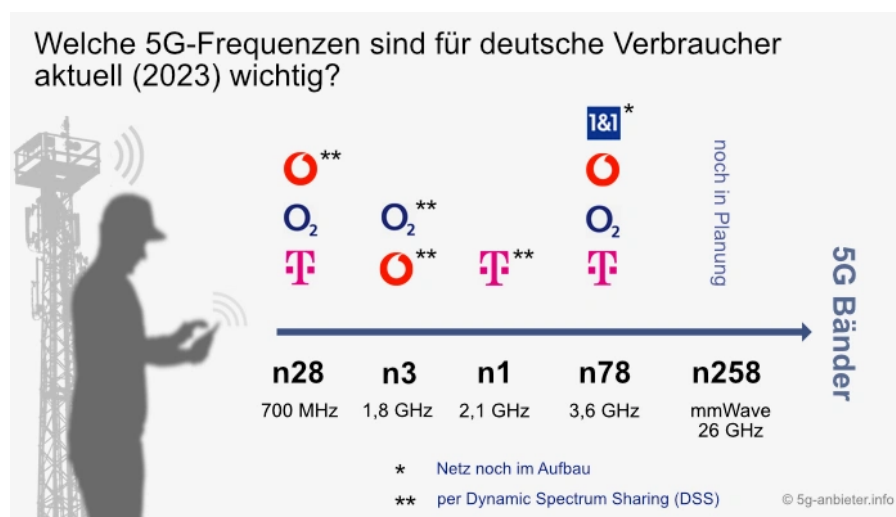 Welche 5G-Frequenzen sind für deutsche Verbraucher
aktuell (2023) wichtig?
1&1 *
**
O2
O2 **
**
T
**
T **
O2
T
noch in Planung
5G Bänder
n28
n3
n1
n78
n258
700 MHz
1,8 GHz
2,1 GHz
3,6 GHz
mmWave
26 GHz
* Netz noch im Aufbau
** per Dynamic Spectrum Sharing (DSS)
© 5g-anbieter.info